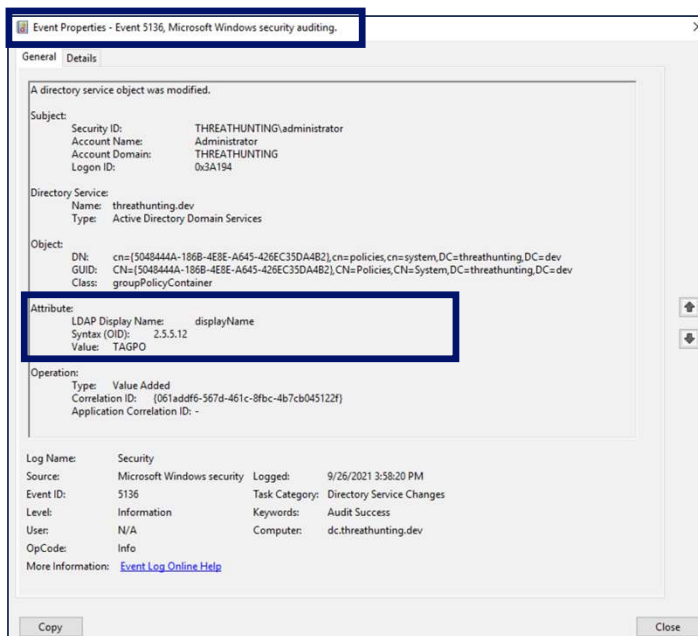 Event Properties - Event 5136, Microsoft Windows security auditing.
General Details
A directory service object was modified.
Subject:
Security ID: THREATHUNTING\administrator
Account Name: Administrator
Account Domain: THREATHUNTING
Logon ID: 0x3A194
Directory Service:
Name: threathunting.dev
Type: Active Directory Domain Services
Object:
DN: cn={5048444A-186B-4E8E-A645-426EC35DA4B2},cn=policies,cn=system,DC=threathunting,DC=dev
GUID: CN={5048444A-186B-4E8E-A645-426EC35DA4B2},CN=Policies,CN=System,DC=threathunting,DC=dev
Class: groupPolicyContainer
Attribute:
LDAP Display Name: displayName
Syntax (OID): 2.5.5.12
Value: TAGPO
Operation:
Type: Value Added
Correlation ID: {061addf6-567d-461c-8fbc-4b7cb045122f}
Application Correlation ID: -
Log Name: Security
Source: Microsoft Windows security Logged: 9/26/2021 3:58:20 PM
Event ID: 5136 Task Category: Directory Service Changes
Level: Information Keywords: Audit Success
User: N/A Computer: dc.threathunting.dev
OpCode: Info
More Information: Event Log Online Help
Copy Close